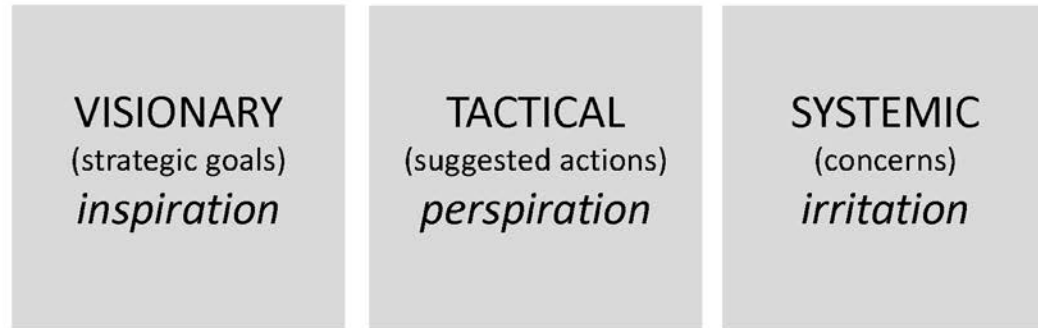 VISIONARY
(strategic goals)
inspiration
TACTICAL
(suggested actions)
perspiration
SYSTEMIC
(concerns)
irritation